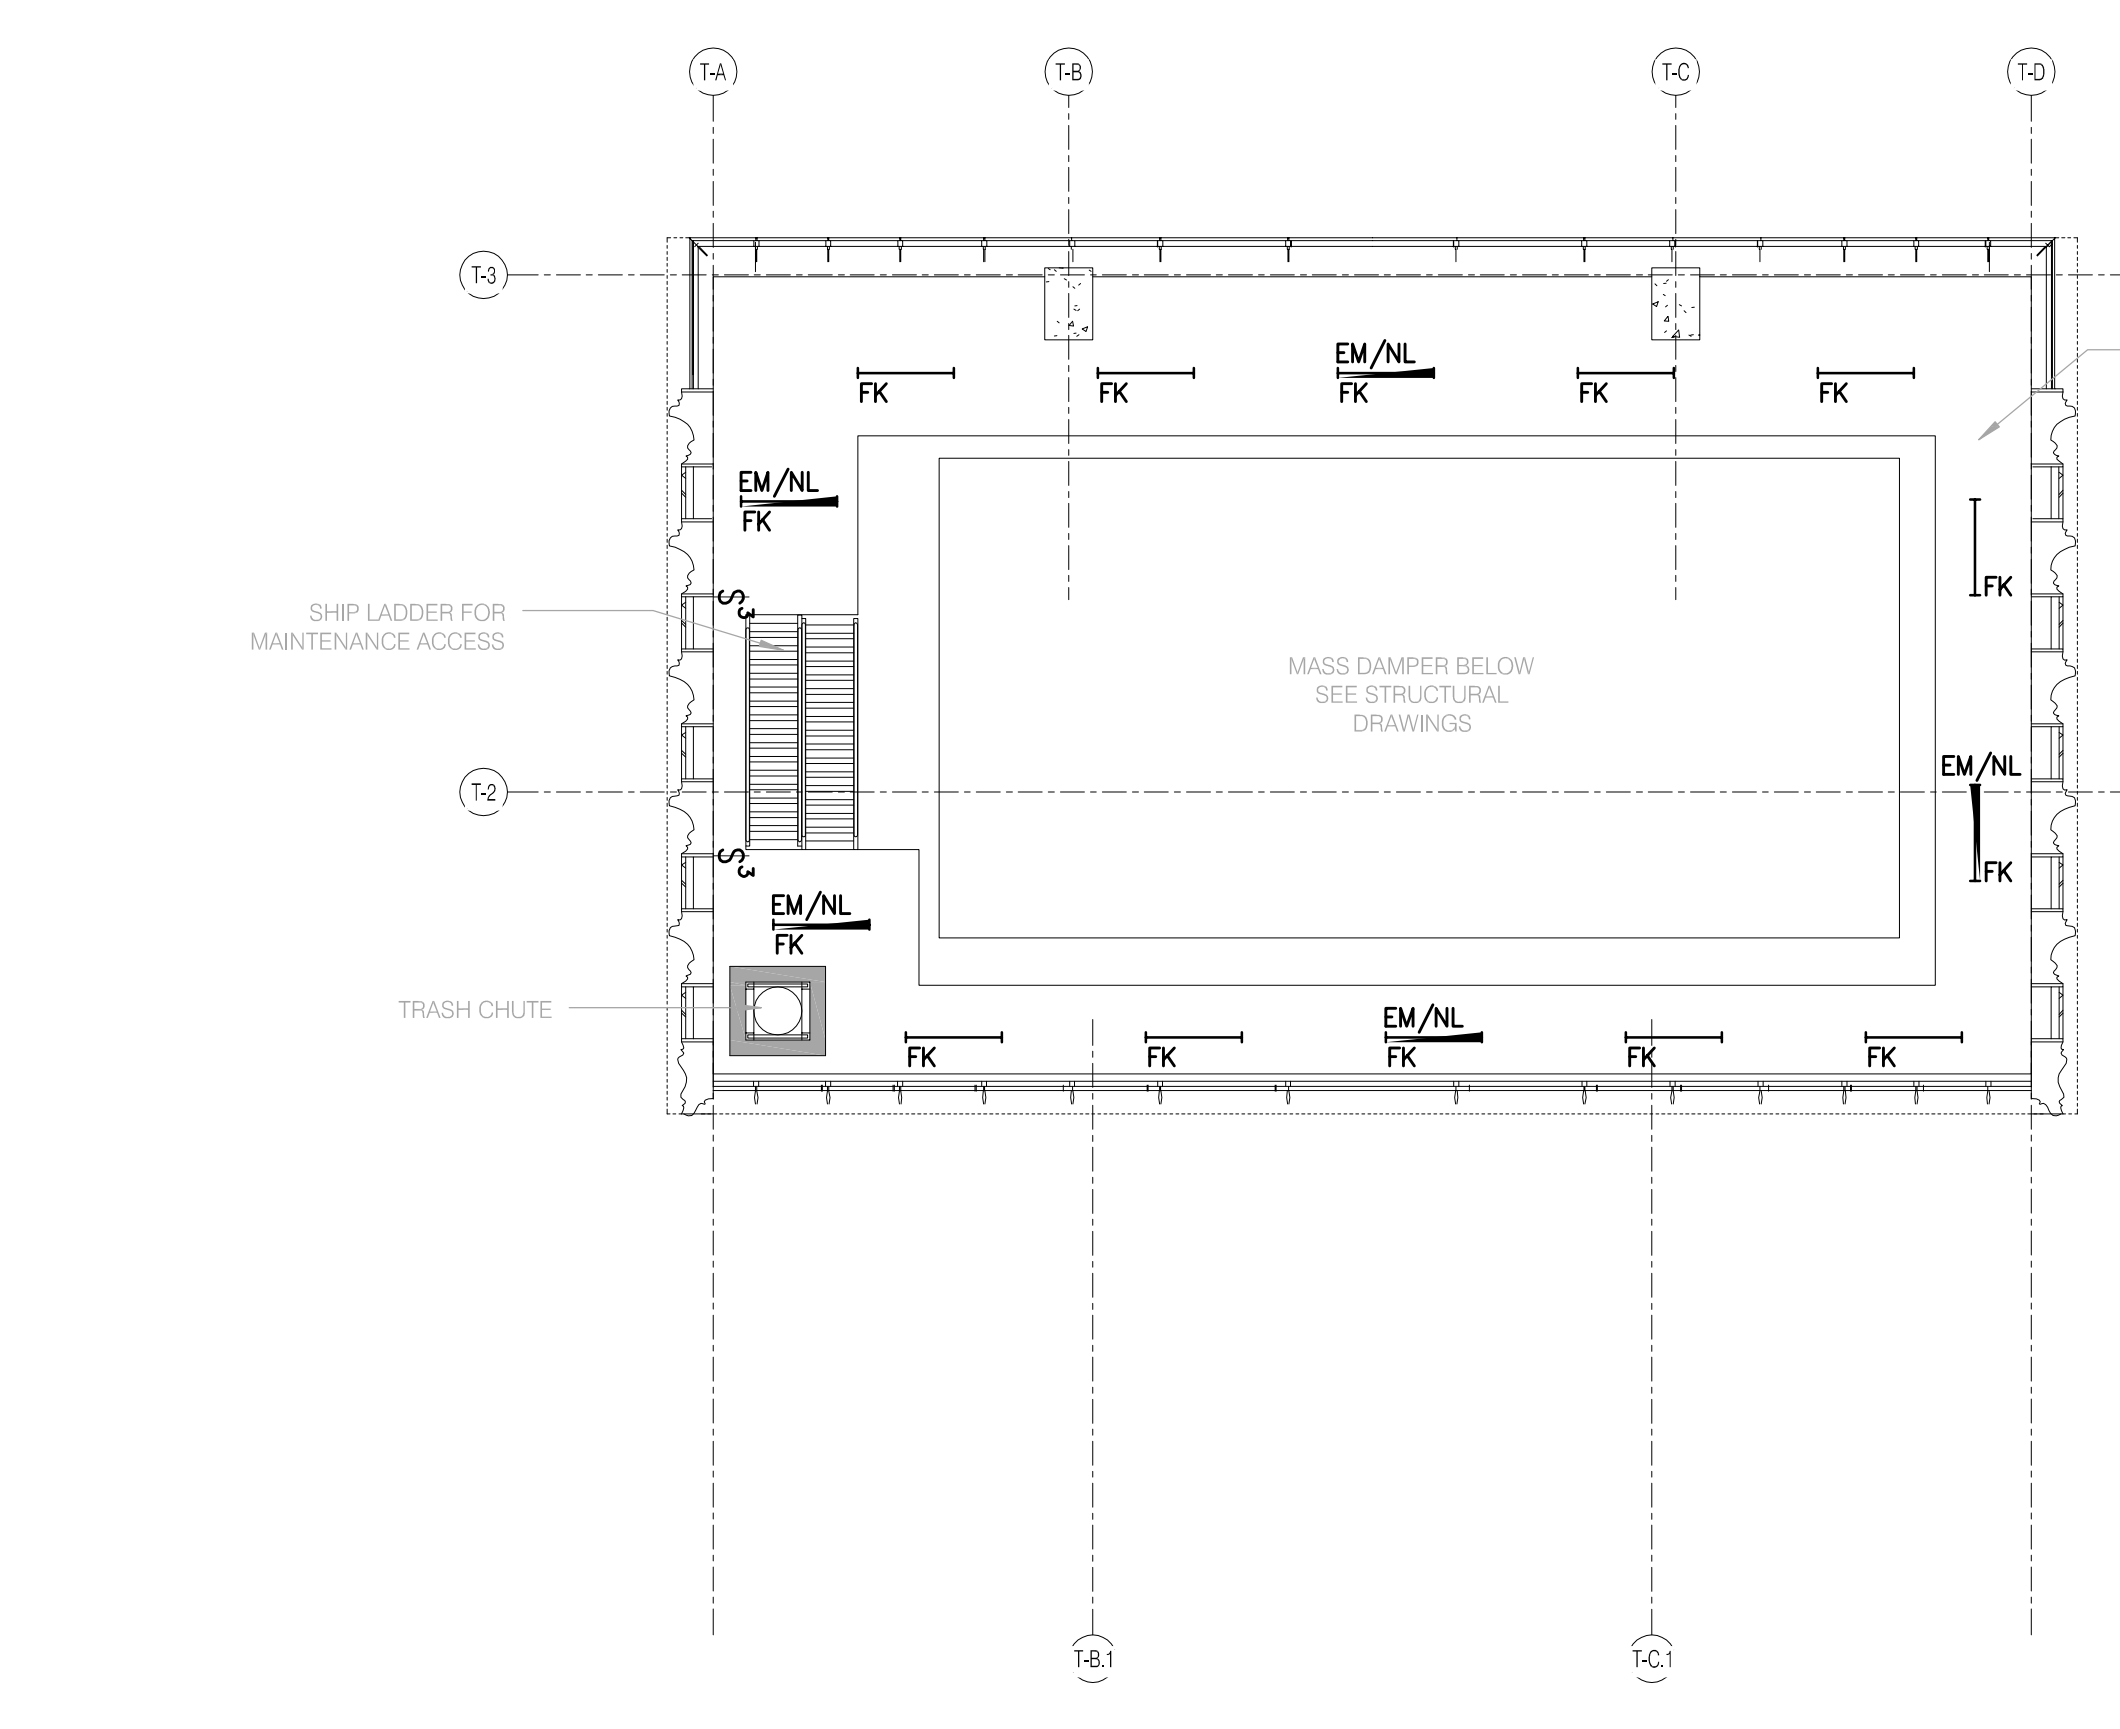 T-A
T-B
T-C
T-D
T-3
EM/NL
FK
FK
FK
FK
FK
EM/NL
FK
FK
S3
SHIP LADDER FOR
MAINTENANCE ACCESS
MASS DAMPER BELOW
SEE STRUCTURAL
DRAWINGS
T-2
EM/NL
FK
S3
EM/NL
FK
TRASH CHUTE
EM/NL
FK
FK
FK
FK
FK
T-B.1
T-C.1